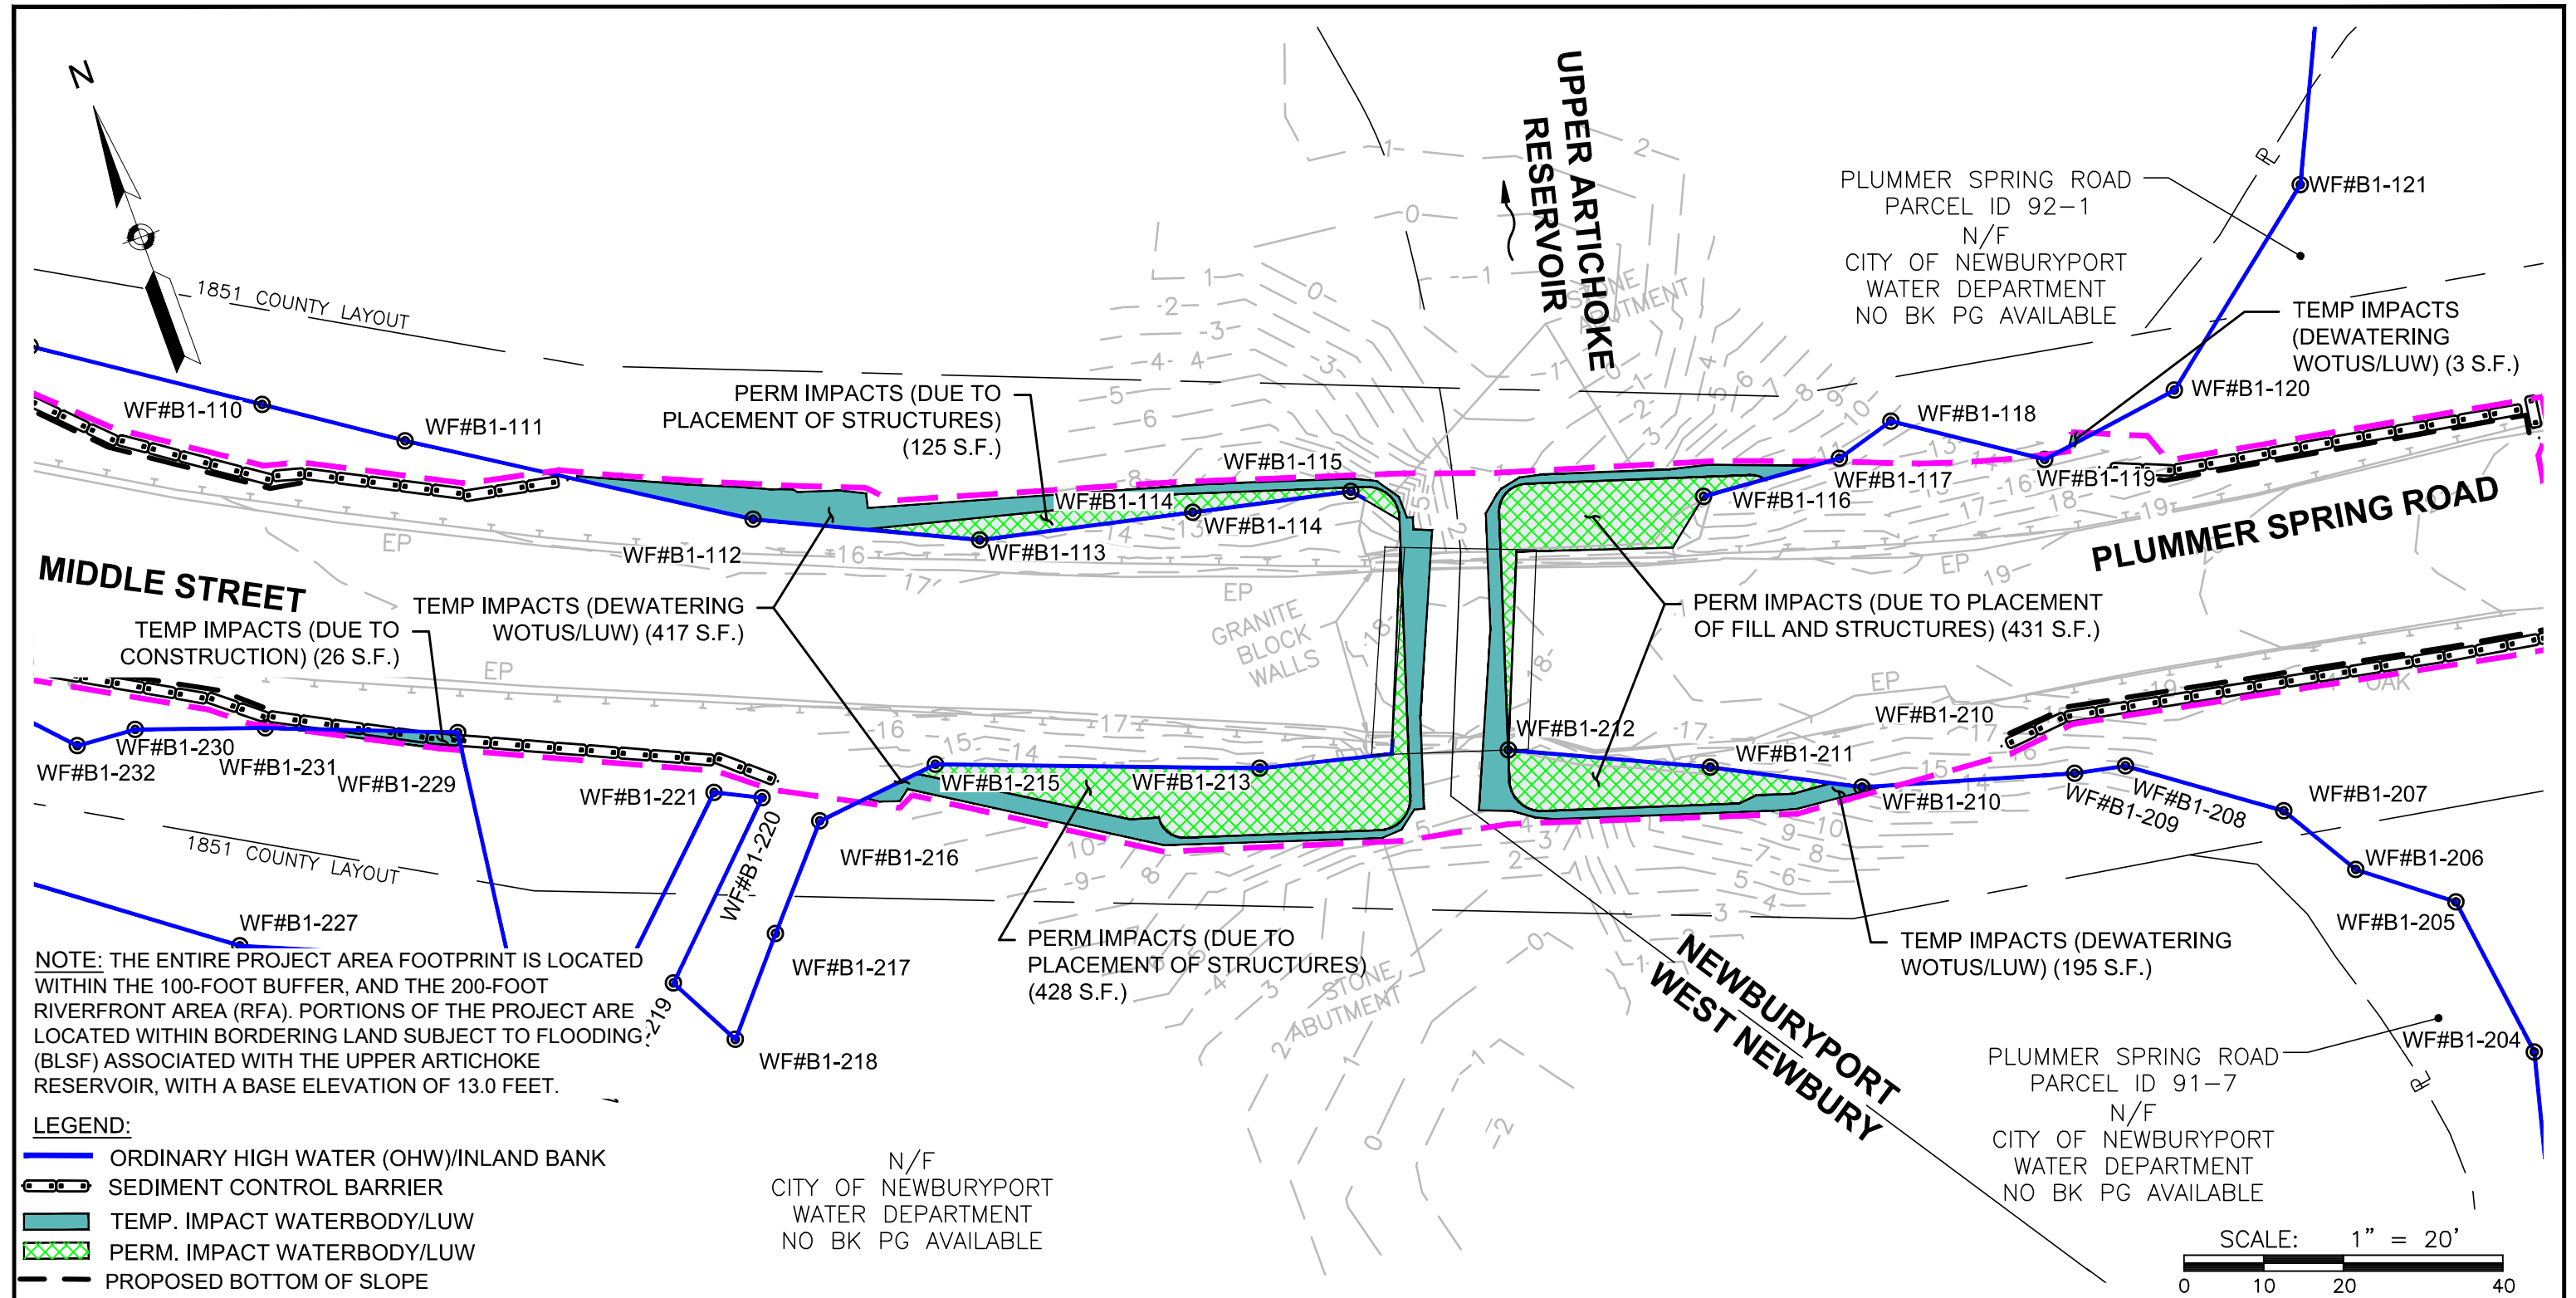 N
1851 COUNTY LAYOUT
UPPER ARTICHOKE
RESERVOIR
STONE
ABUTMENT
PLUMMER SPRING ROAD
PARCEL ID 92-1
N/F
CITY OF NEWBURYPORT
WATER DEPARTMENT
NO BK PG AVAILABLE
WF#B1-121
TEMP IMPACTS
(DEWATERING
WOTUS/LUW) (3 S.F.)
WF#B1-120
WF#B1-110
WF#B1-111
PERM IMPACTS (DUE TO
PLACEMENT OF STRUCTURES)
(125 S.F.)
WF#B1-115
WF#B1-114
WF#B1-114
WF#B1-113
WF#B1-112
WF#B1-116
WF#B1-117
WF#B1-118
WF#B1-119
PLUMMER SPRING ROAD
MIDDLE STREET
EP
EP
EP
EP
EP
TEMP IMPACTS (DEWATERING
WOTUS/LUW) (417 S.F.)
TEMP IMPACTS (DUE TO
CONSTRUCTION) (26 S.F.)
GRANITE
BLOCK
WALLS
PERM IMPACTS (DUE TO PLACEMENT
OF FILL AND STRUCTURES) (431 S.F.)
OAK
WF#B1-232
WF#B1-230
WF#B1-231
WF#B1-229
WF#B1-221
WF#B1-220
WF#B1-215
WF#B1-213
WF#B1-212
WF#B1-211
WF#B1-210
WF#B1-210
WF#B1-209
WF#B1-208
WF#B1-207
WF#B1-206
WF#B1-205
WF#B1-204
WF#B1-216
WF#B1-217
WF#B1-218
-219
WF#B1-227
1851 COUNTY LAYOUT
PERM IMPACTS (DUE TO
PLACEMENT OF STRUCTURES)
(428 S.F.)
STONE
ABUTMENT
TEMP IMPACTS (DEWATERING
WOTUS/LUW) (195 S.F.)
NEWBURYPORT
WEST NEWBURY
PLUMMER SPRING ROAD
PARCEL ID 91-7
N/F
CITY OF NEWBURYPORT
WATER DEPARTMENT
NO BK PG AVAILABLE
NOTE: THE ENTIRE PROJECT AREA FOOTPRINT IS LOCATED
WITHIN THE 100-FOOT BUFFER, AND THE 200-FOOT
RIVERFRONT AREA (RFA). PORTIONS OF THE PROJECT ARE
LOCATED WITHIN BORDERING LAND SUBJECT TO FLOODING
(BLSF) ASSOCIATED WITH THE UPPER ARTICHOKE
RESERVOIR, WITH A BASE ELEVATION OF 13.0 FEET.
LEGEND:
ORDINARY HIGH WATER (OHW)/INLAND BANK
SEDIMENT CONTROL BARRIER
TEMP. IMPACT WATERBODY/LUW
PERM. IMPACT WATERBODY/LUW
PROPOSED BOTTOM OF SLOPE
N/F
CITY OF NEWBURYPORT
WATER DEPARTMENT
NO BK PG AVAILABLE
SCALE: 1" = 20'
0 10 20 40